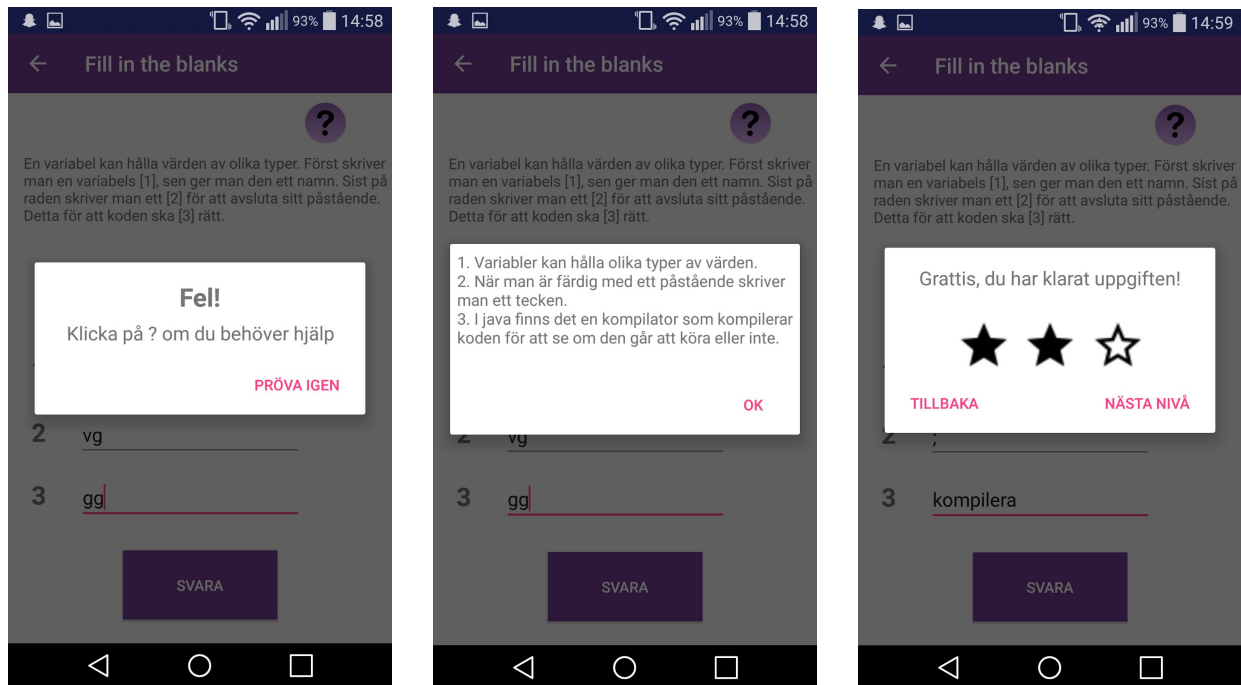 93% 14:58
Fill in the blanks
?
En variabel kan hålla värden av olika typer. Först skriver
man en variabels [1], sen ger man den ett namn. Sist på
raden skriver man ett [2] för att avsluta sitt påstående.
Detta för att koden ska [3] rätt.
Fel!
Klicka på ? om du behöver hjälp
PRÖVA IGEN
2 vg
3 gg
SVARA
93% 14:58
Fill in the blanks
?
En variabel kan hålla värden av olika typer. Först skriver
man en variabels [1], sen ger man den ett namn. Sist på
raden skriver man ett [2] för att avsluta sitt påstående.
Detta för att koden ska [3] rätt.
1. Variabler kan hålla olika typer av värden.
2. När man är färdig med ett påstående skriver
man ett tecken.
3. I java finns det en kompilator som kompilerar
koden för att se om den går att köra eller inte.
OK
2 vg
3 gg
SVARA
93% 14:59
Fill in the blanks
?
En variabel kan hålla värden av olika typer. Först skriver
man en variabels [1], sen ger man den ett namn. Sist på
raden skriver man ett [2] för att avsluta sitt påstående.
Detta för att koden ska [3] rätt.
Grattis, du har klarat uppgiften!
TILLBAKA NÄSTA NIVÅ
2 ;
3 kompilera
SVARA